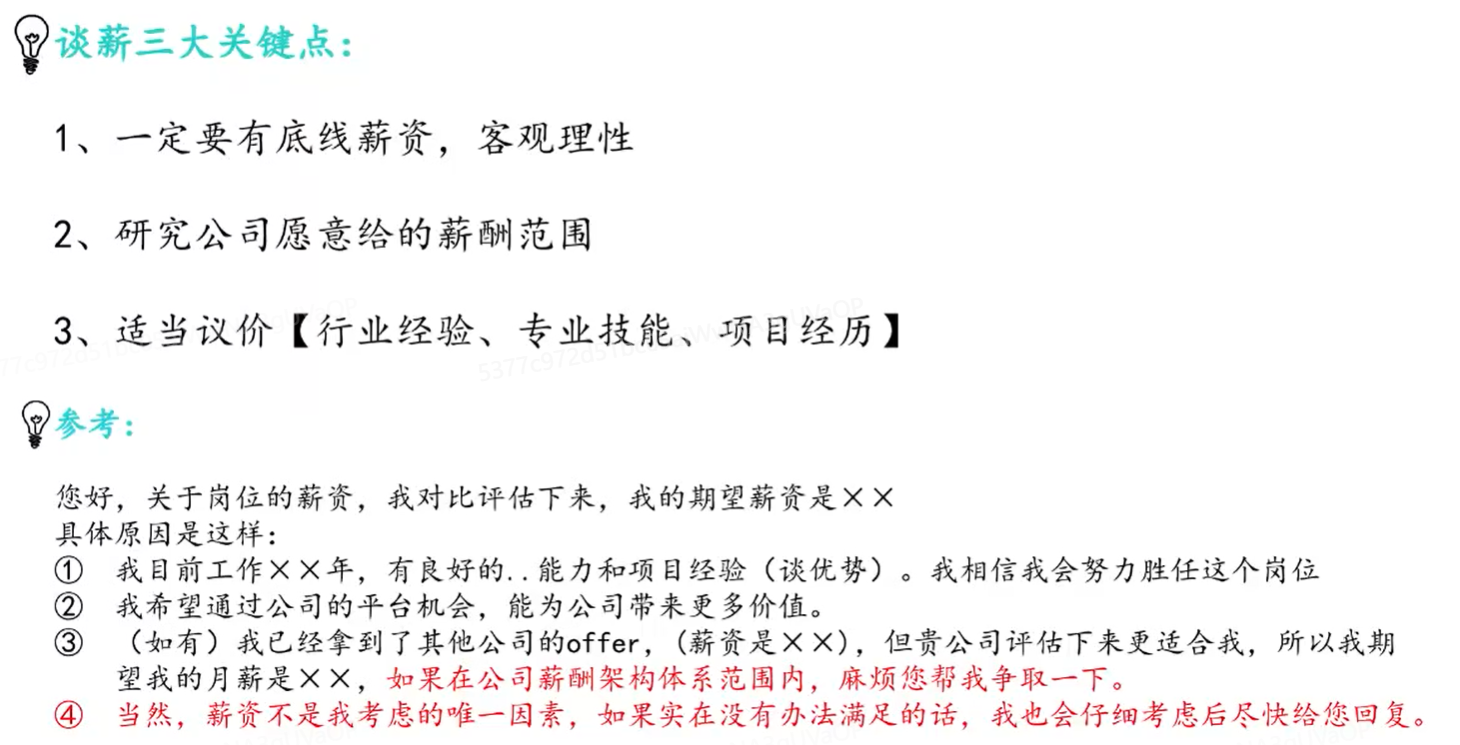 谈薪三大关键点：
1、一定要有底线薪资，客观理性
2、研究公司愿意给的薪酬范围
3、适当议价【行业经验、专业技能、项目经历】
参考：
您好，关于岗位的薪资，我对比评估下来，我的期望薪资是××
具体原因是这样：
① 我目前工作××年，有良好的..能力和项目经验（谈优势）。我相信我会努力胜任这个岗位
② 我希望通过公司的平台机会，能为公司带来更多价值。
③ （如有）我已经拿到了其他公司的offer，(薪资是××)，但贵公司评估下来更适合我，所以我期
望我的月薪是××，如果在公司薪酬架构体系范围内，麻烦您帮我争取一下。
④ 当然，薪资不是我考虑的唯一因素，如果实在没有办法满足的话，我也会仔细考虑后尽快给您回复。